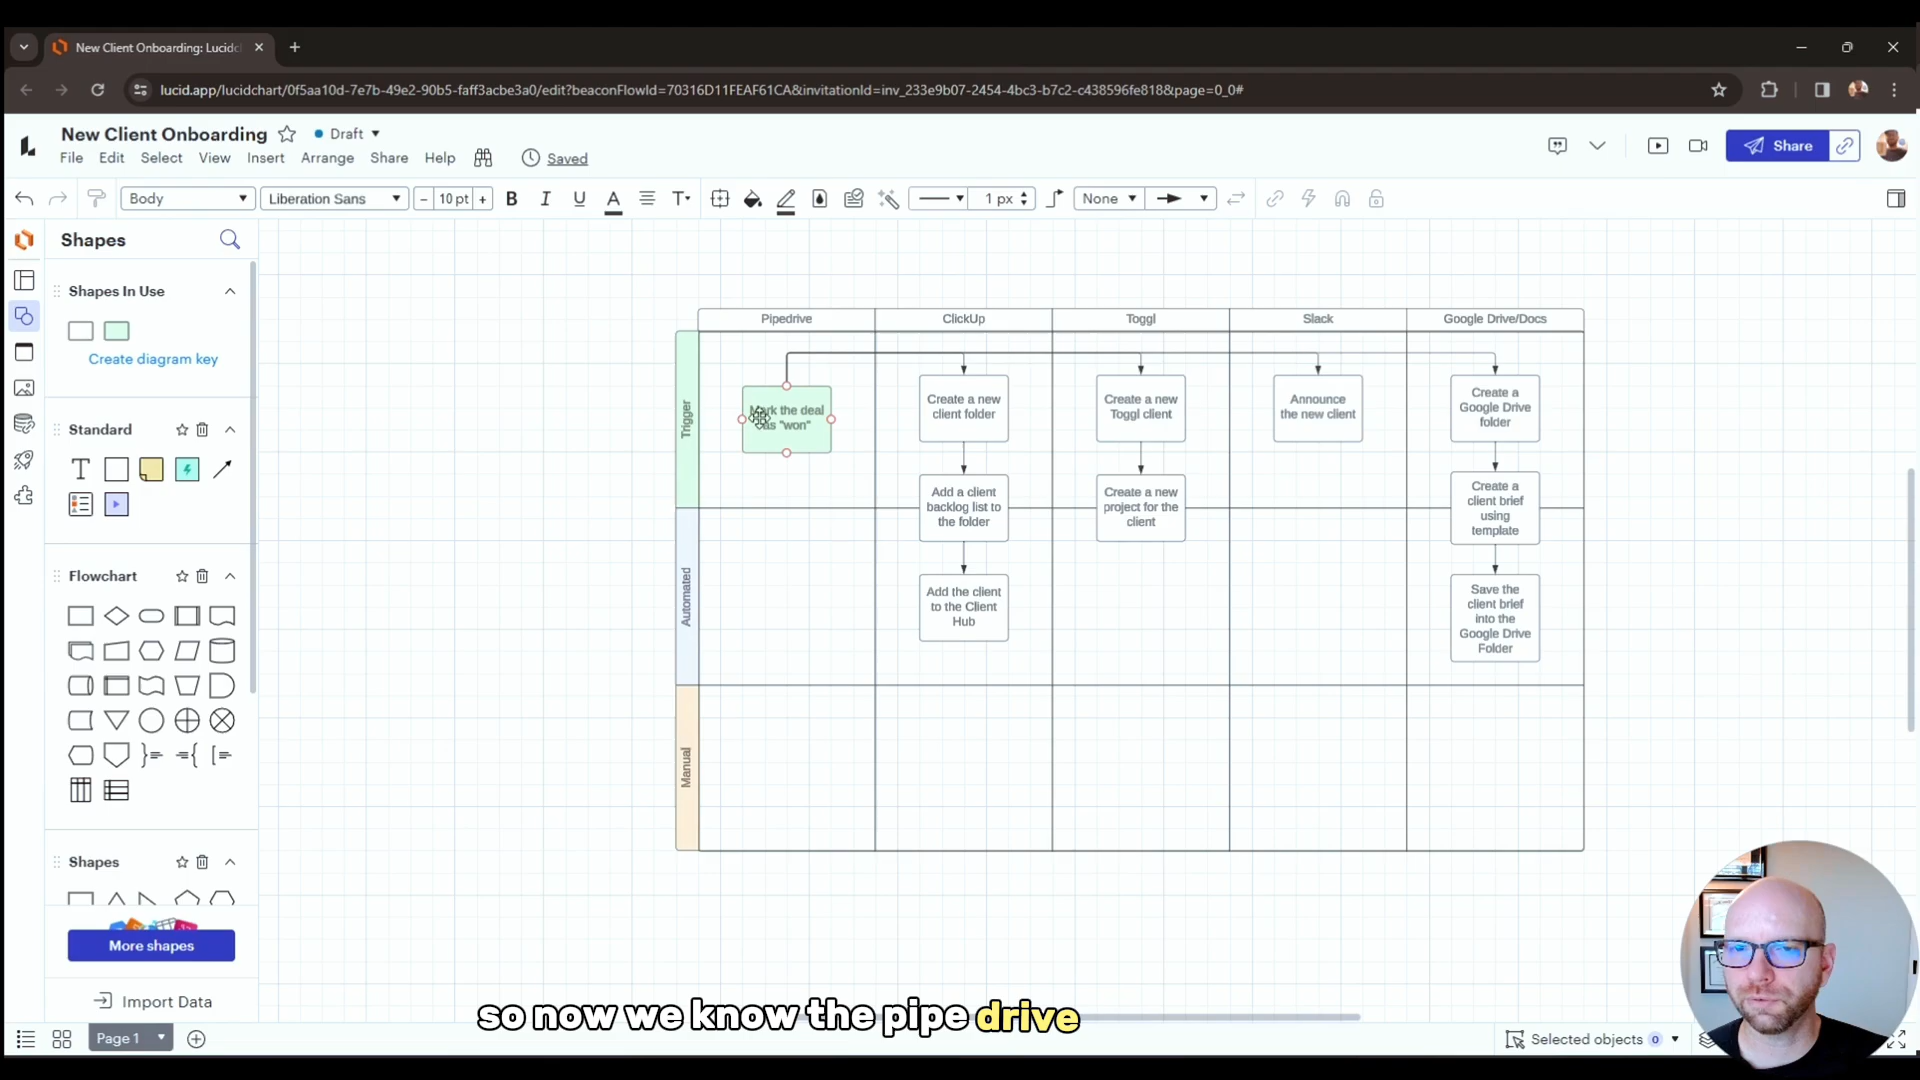 New Client Onboarding: Lucidc
lucid.app/lucidchart/0f5aa10d-7e7b-49e2-90b5-faff3acbe3a0/edit?beaconFlowId=70316D11FEAF61CA&invitationId=inv_233e9b07-2454-4bc3-b7c2-c438596fe818&page=0_0#
New Client Onboarding
Draft
File Edit Select View Insert Arrange Share Help
Saved
Share
Body
Liberation Sans
- 10 pt +
B I U A T
1 px
None
Shapes
Shapes In Use
Create diagram key
Standard
T
Flowchart
Shapes
More shapes
Import Data
Pipedrive
ClickUp
Toggl
Slack
Google Drive/Docs
Trigger
Mark the deal
as "won"
Create a new
client folder
Create a new
Toggl client
Announce
the new client
Create a
Google Drive
folder
Add a client
backlog list to
the folder
Create a new
project for the
client
Create a
client brief
using
template
Automated
Add the client
to the Client
Hub
Save the
client brief
into the
Google Drive
Folder
Manual
so now we know the pipe drive
Page 1
Selected objects 0